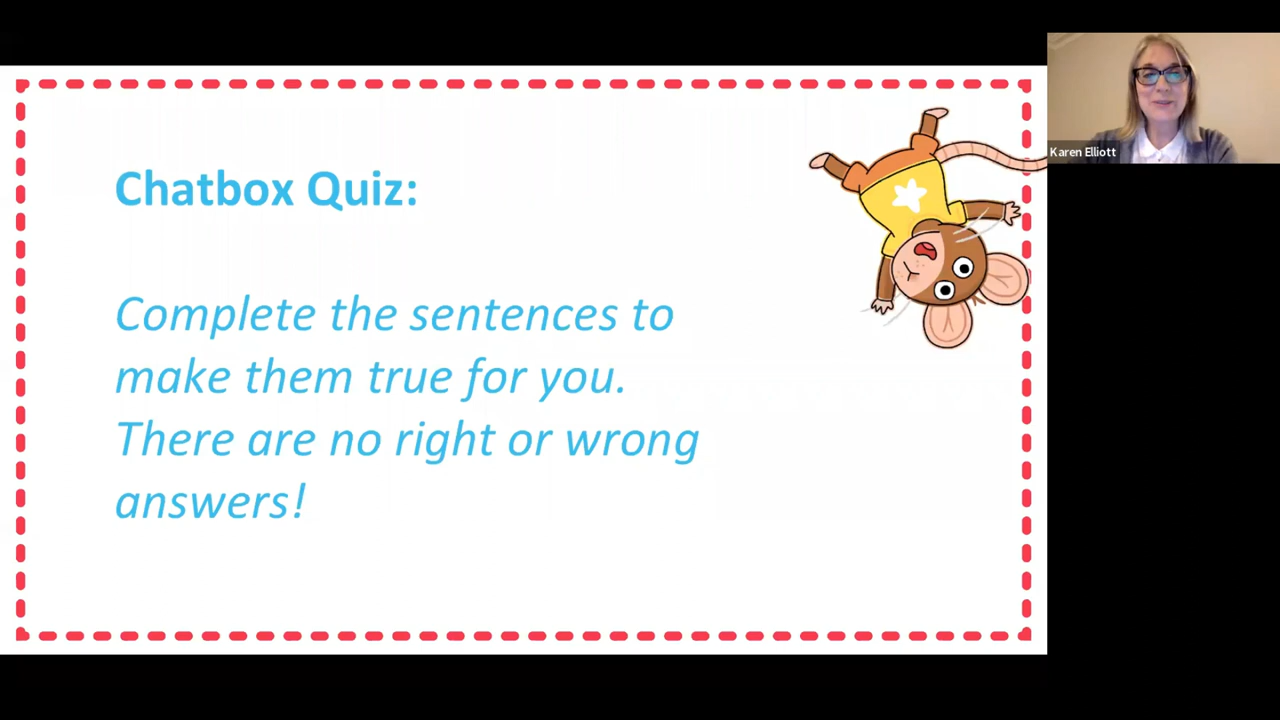 Chatbox Quiz:
Complete the sentences to
make them true for you.
There are no right or wrong
answers!
Karen Elliott